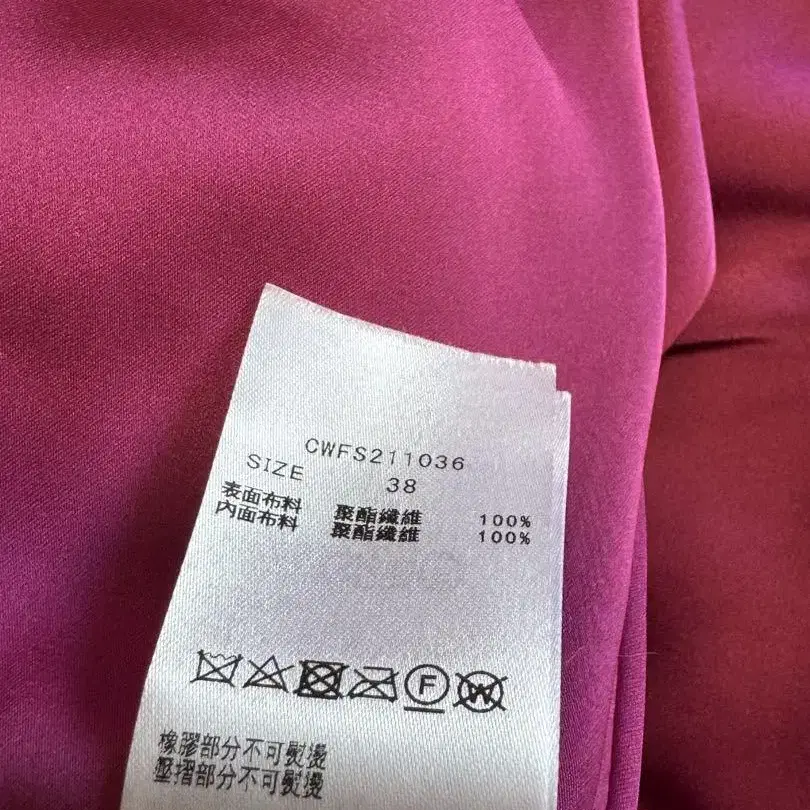 CWFS211036
SIZE 38
表面布料 聚酯纖維 100%
內面布料 聚酯纖維 100%
F
W
橡膠部分不可熨燙
壓摺部分不可熨燙